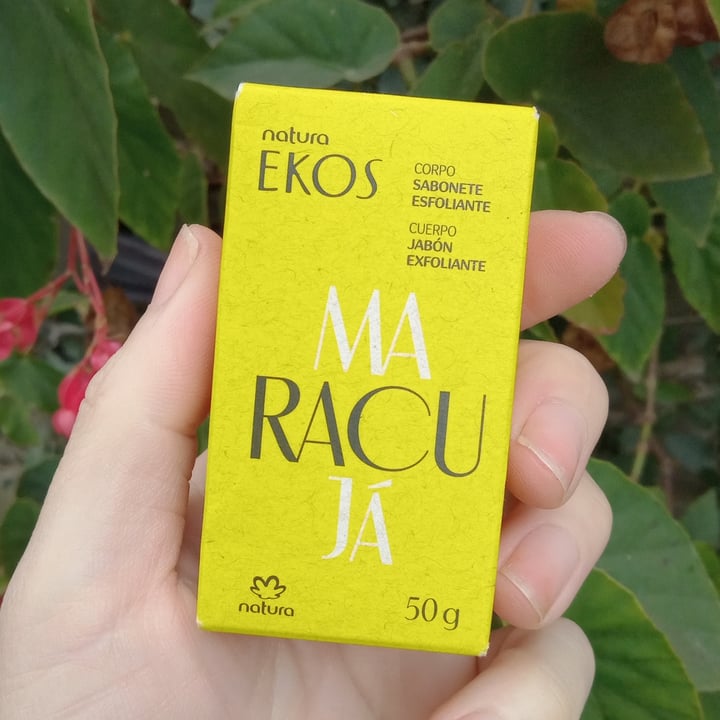 natura
EKOS
CORPO
SABONETE
ESFOLIANTE
CUERPO
JABÓN
EXFOLIANTE
MA
RACU
JÁ
natura
50 g